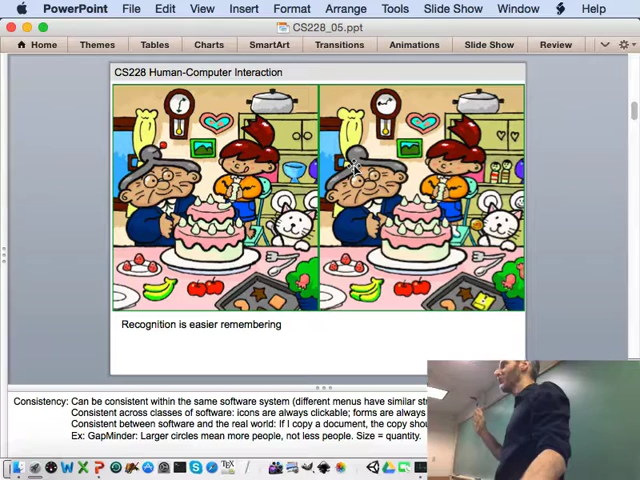 PowerPoint File Edit View Insert Format Arrange Tools Slide Show Window Help
CS228_05.ppt
Home Themes Tables Charts SmartArt Transitions Animations Slide Show Review
CS228 Human-Computer Interaction
Recognition is easier remembering
Consistency: Can be consistent within the same software system (different menus have similar
Consistent across classes of software: icons are always clickable; forms are always
Consistent between software and the real world: If I copy a document, the copy
Ex: GapMinder: Larger circles mean more people, not less people. Size = quantity.